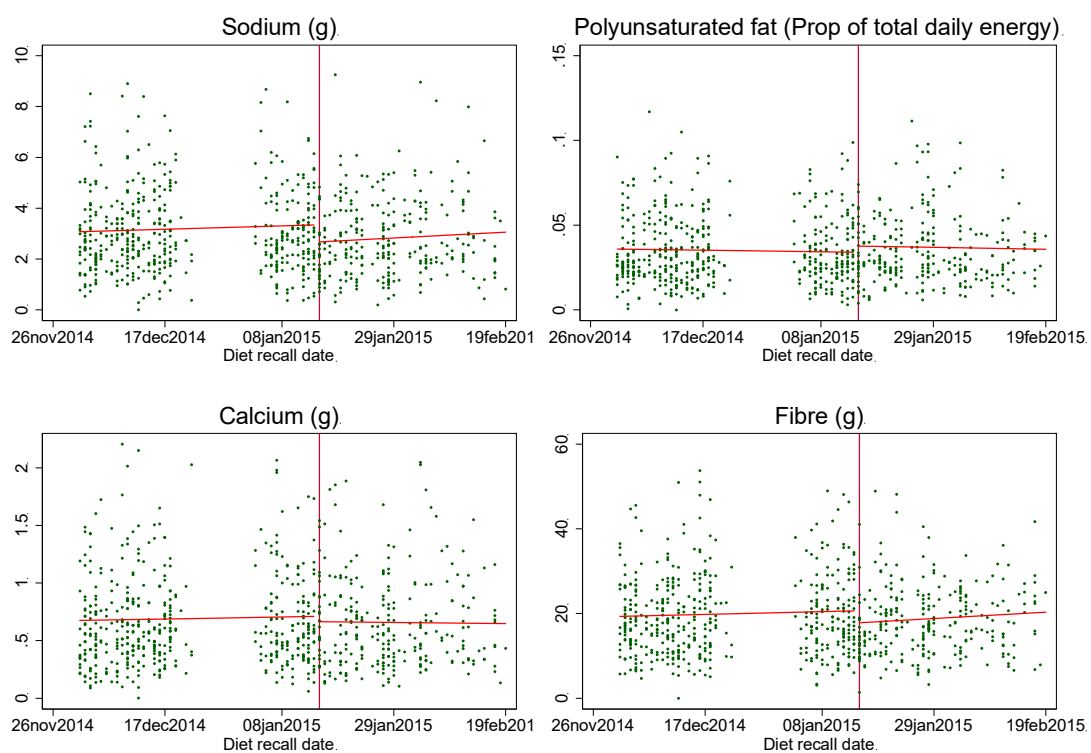 Sodium (g).
10.
8.
6.
4.
2.
0.
26nov2014
17dec2014
08jan2015
29jan2015
19feb201
Diet recall date.
Polyunsaturated fat (Prop of total daily energy).
.15.
.1.
.05.
0.
26nov2014
17dec2014
08jan2015
29jan2015
19feb2015.
Diet recall date.
Calcium (g).
2.
1.5.
1.
.5.
0.
26nov2014
17dec2014
08jan2015
29jan2015
19feb201
Diet recall date.
Fibre (g).
60.
40.
20.
0.
26nov2014
17dec2014
08jan2015
29jan2015
19feb2015.
Diet recall date.